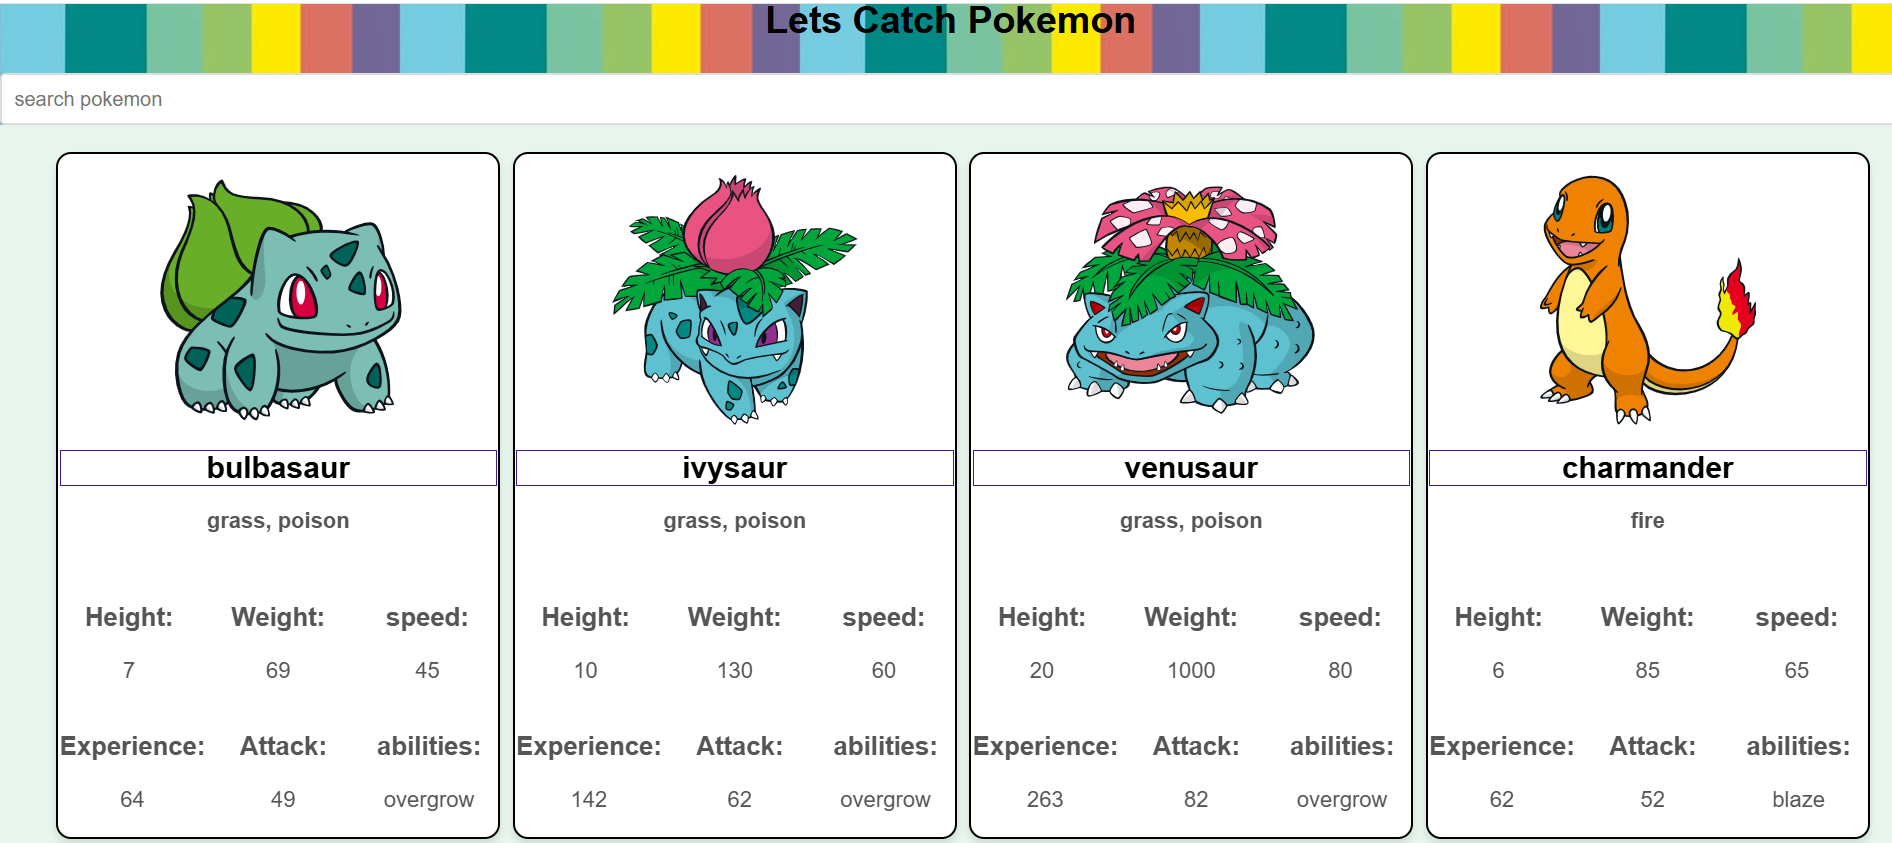 Lets Catch Pokemon
search pokemon
bulbasaur
grass, poison
Height: Weight: speed:
7 69 45
Experience: Attack: abilities:
64 49 overgrow
ivysaur
grass, poison
Height: Weight: speed:
10 130 60
Experience: Attack: abilities:
142 62 overgrow
venusaur
grass, poison
Height: Weight: speed:
20 1000 80
Experience: Attack: abilities:
263 82 overgrow
charmander
fire
Height: Weight: speed:
6 85 65
Experience: Attack: abilities:
62 52 blaze